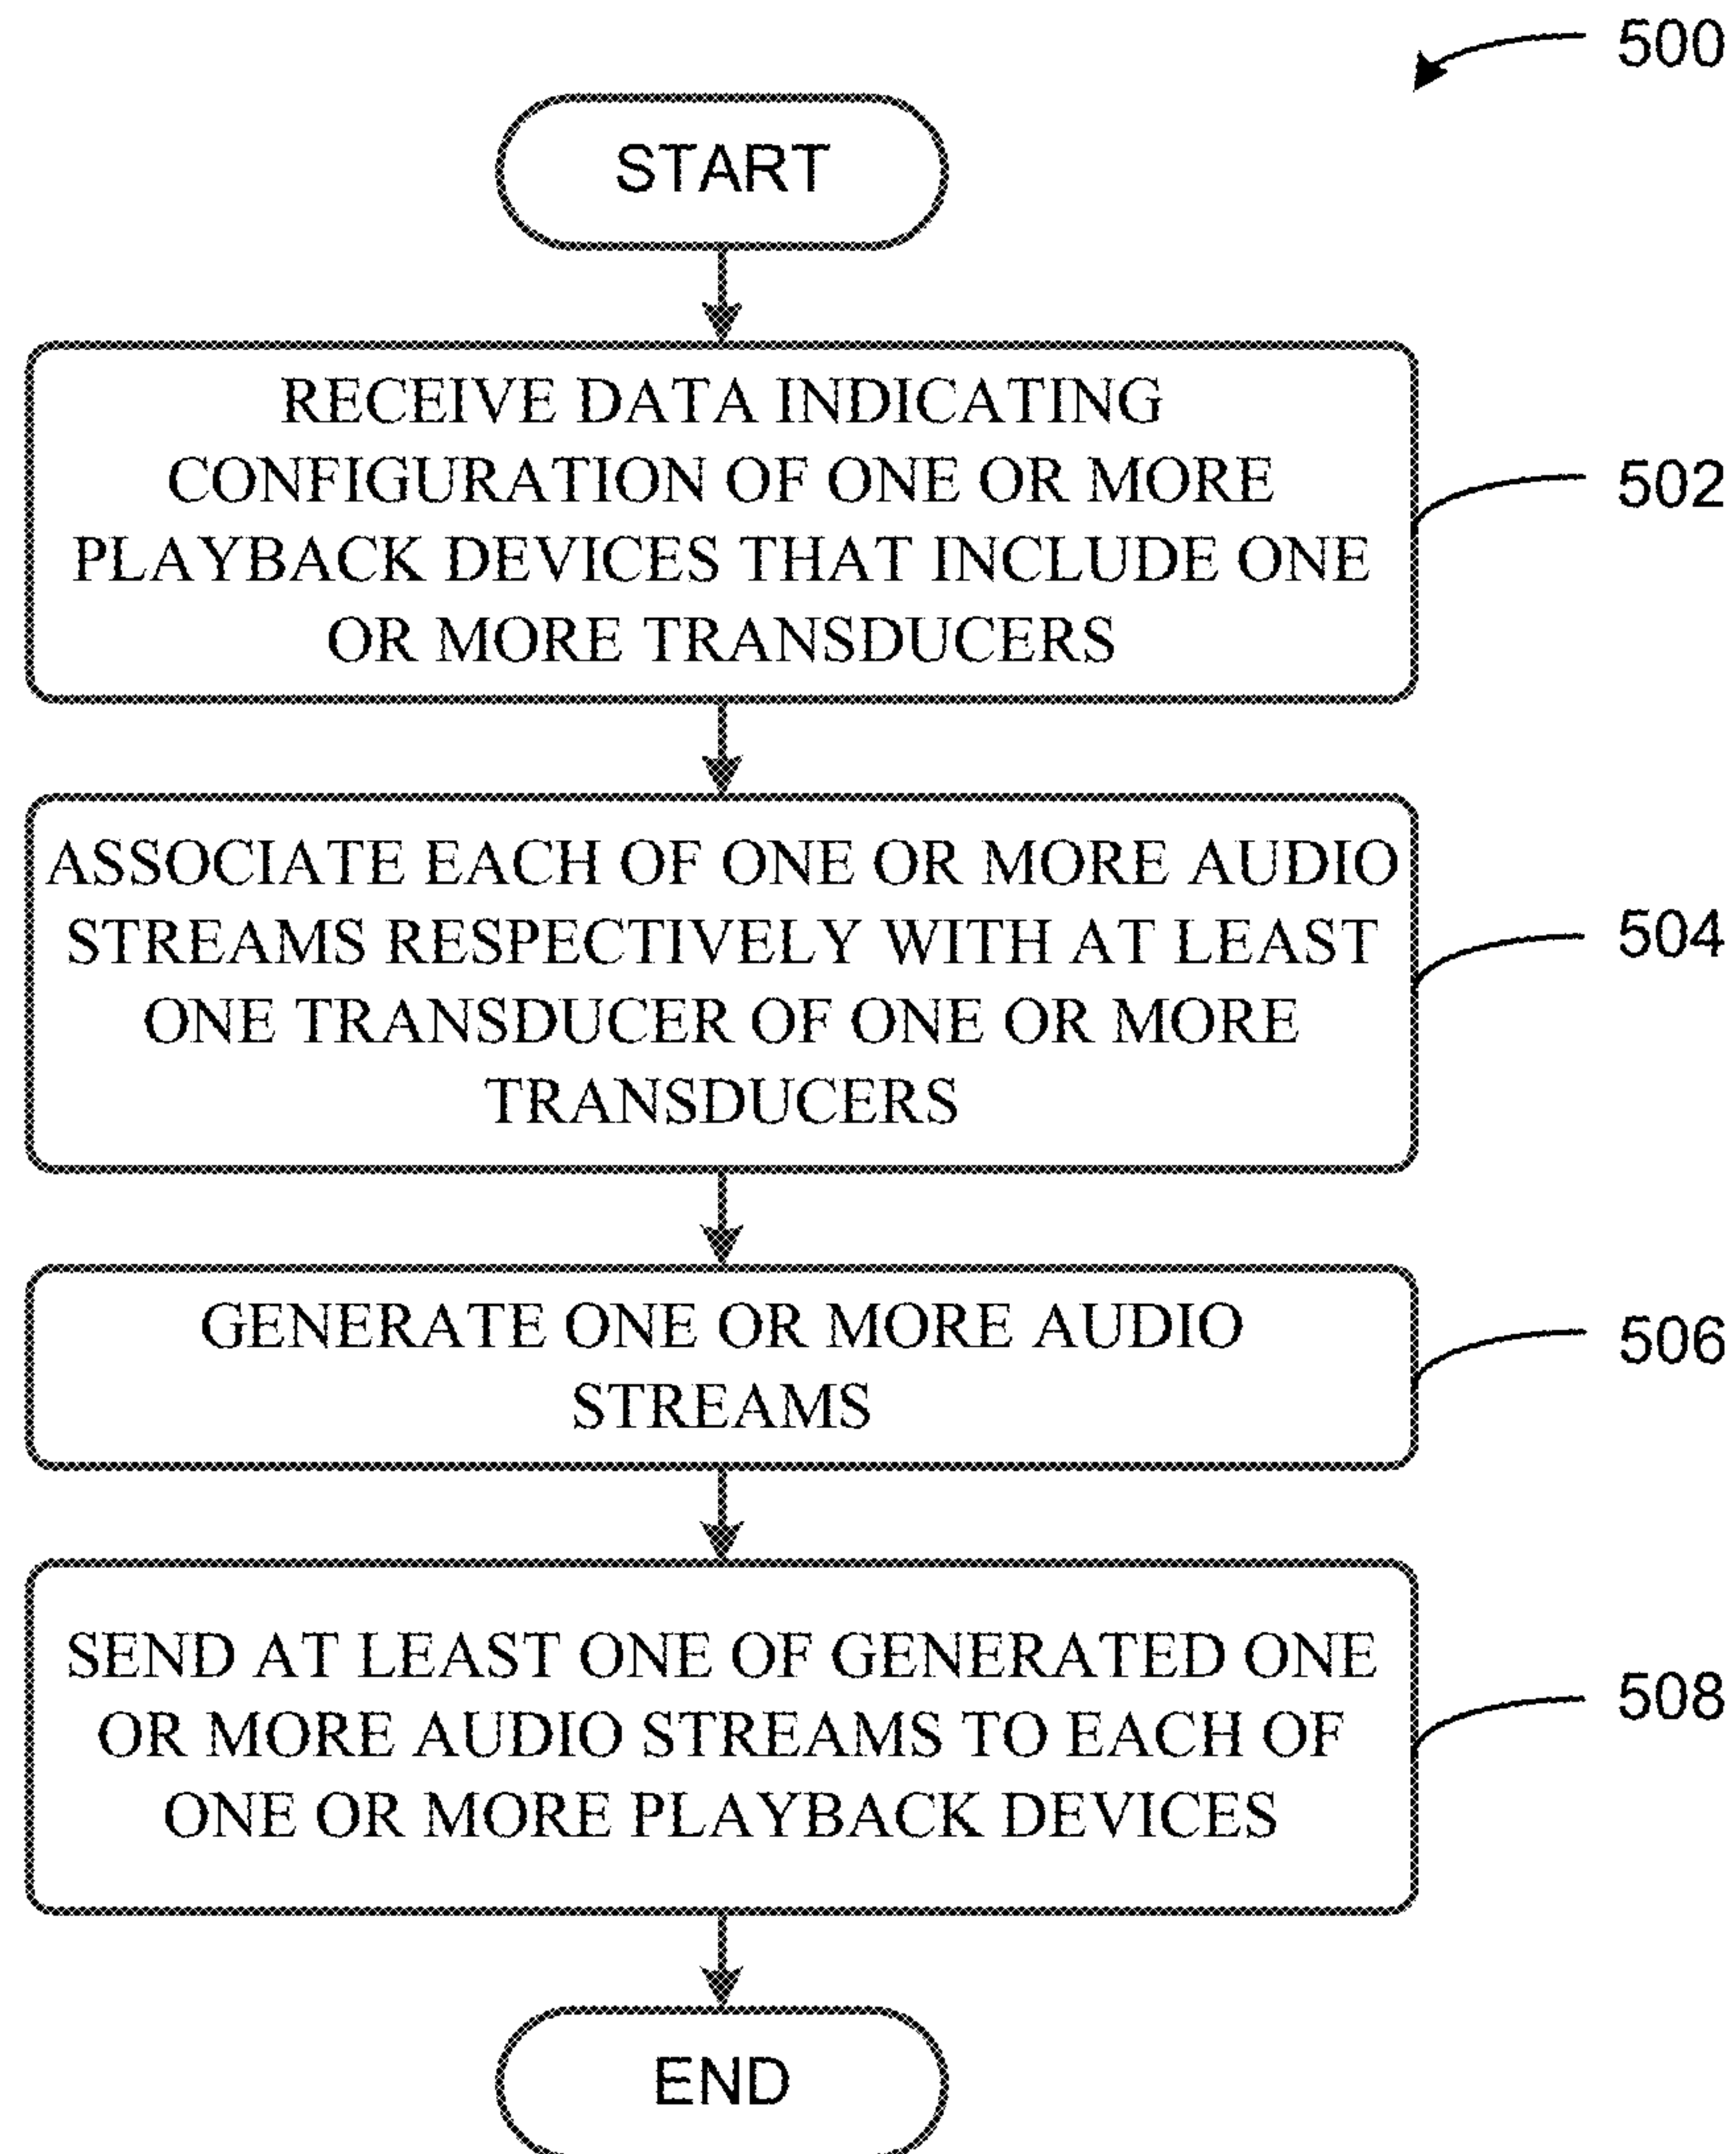 500
START
RECEIVE DATA INDICATING
CONFIGURATION OF ONE OR MORE
PLAYBACK DEVICES THAT INCLUDE ONE
OR MORE TRANSDUCERS
502
ASSOCIATE EACH OF ONE OR MORE AUDIO
STREAMS RESPECTIVELY WITH AT LEAST
ONE TRANSDUCER OF ONE OR MORE
TRANSDUCERS
504
GENERATE ONE OR MORE AUDIO
STREAMS
506
SEND AT LEAST ONE OF GENERATED ONE
OR MORE AUDIO STREAMS TO EACH OF
ONE OR MORE PLAYBACK DEVICES
508
END